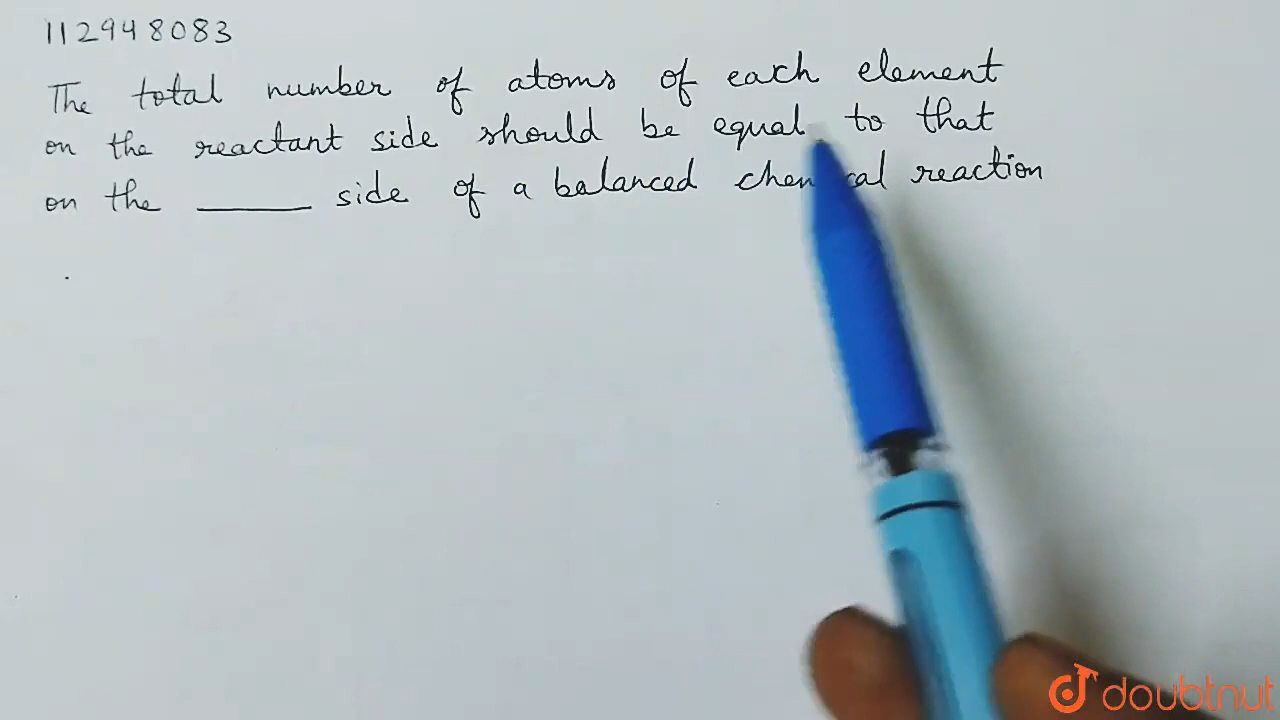 112948083
The total number of atoms of each element
on the reactant side should be equal to that
on the ______ side of a balanced chemical reaction
doubtnut